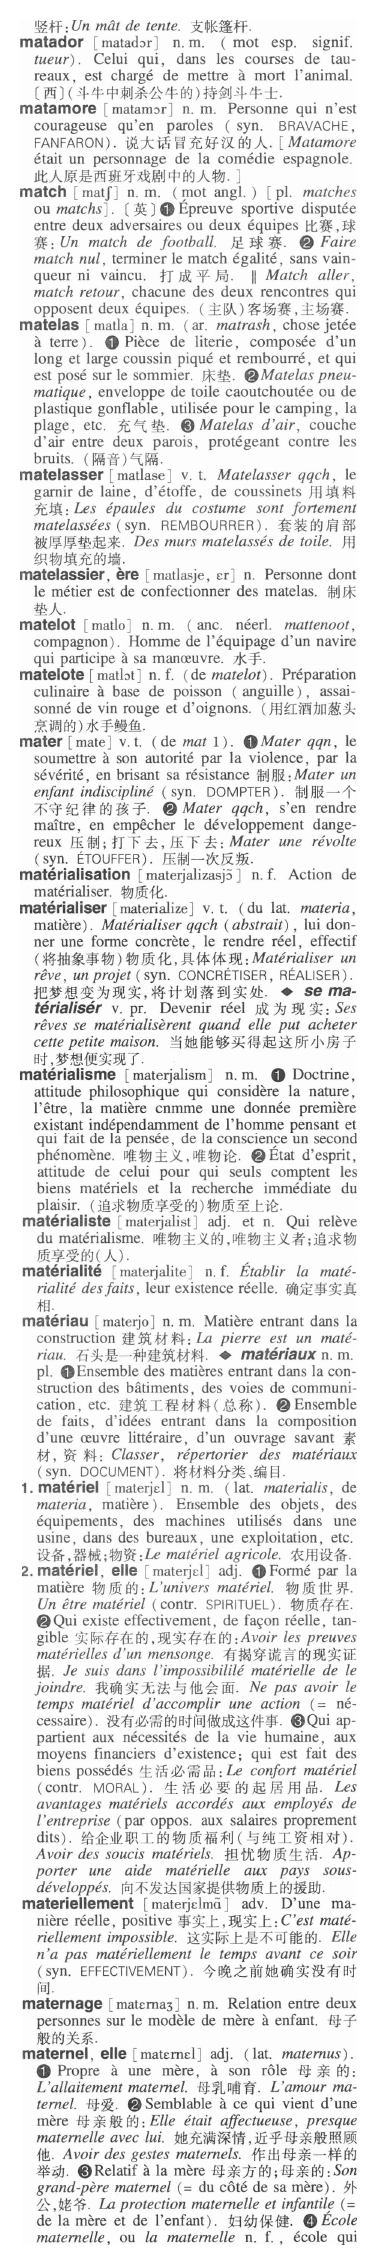 竖杆:Un mât de tente. 支帐篷杆.
matador [matadɔr] n. m. (mot esp. signif.
tueur). Celui qui, dans les courses de tau-
reaux, est chargé de mettre à mort l'animal.
[西](斗牛中刺杀公牛的)持剑斗牛士.
matamore [matamɔr] n. m. Personne qui n'est
courageuse qu'en paroles (syn. BRAVACHE,
FANFARON). 说大话冒充好汉的人. [Matamore
était un personnage de la comédie espagnole.
此人原是西班牙戏剧中的人物. ]
match [matʃ] n. m. (mot angl.) [pl. matches
ou matchs]. 〔英〕❶Épreuve sportive disputée
entre deux adversaires ou deux équipes 比赛,球
赛: Un match de football. 足球赛. ❷ Faire
match nul, terminer le match égalité, sans vain-
queur ni vaincu. 打成平局. ‖ Match aller,
match retour, chacune des deux rencontres qui
opposent deux équipes. (主队)客场赛,主场赛.
matelas [matla] n. m. (ar. matrash, chose jetée
à terre). ❶ Pièce de literie, composée d'un
long et large coussin piqué et rembourré, et qui
est posé sur le sommier. 床垫. ❷Matelas pneu-
matique, enveloppe de toile caoutchoutée ou de
plastique gonflable, utilisée pour le camping, la
plage, etc. 充气垫. ❸ Matelas d'air, couche
d'air entre deux parois, protégeant contre les
bruits. (隔音)气隔.
matelasser [matlase] v. t. Matelasser qqch, le
garnir de laine, d'étoffe, de coussinets 用填料
充填: Les épaules du costume sont fortement
matelassées (syn. REMBOURRER). 套装的肩部
被厚厚垫起来. Des murs matelassés de toile. 用
织物填充的墙.
matelassier, ère [matlasje, ɛr] n. Personne dont
le métier est de confectionner des matelas. 制床
垫人.
matelot [matlo] n. m. (anc. néerl. mattenoot,
compagnon). Homme de l'équipage d'un navire
qui participe à sa manœuvre. 水手.
matelote [matlɔt] n. f. (de matelot). Préparation
culinaire à base de poisson (anguille), assai-
sonné de vin rouge et d'oignons. (用红酒加葱头
烹调的)水手鳗鱼.
mater [mate] v. t. (de mat 1). ❶Mater qqn, le
soumettre à son autorité par la violence, par la
sévérité, en brisant sa résistance 制服:Mater un
enfant indiscipliné (syn. DOMPTER). 制服一个
不守纪律的孩子. ❷ Mater qqch, s'en rendre
maître, en empêcher le développement dange-
reux 压制;打下去,压下去: Mater une révolte
(syn. ÉTOUFFER). 压制一次反叛.
matérialisation [materjalizasjɔ̃] n. f. Action de
matérialiser. 物质化.
matérialiser [materialize] v. t. (du lat. materia,
matière). Matérialiser qqch (abstrait), lui don-
ner une forme concrète, le rendre réel, effectif
(将抽象事物)物质化,具体体现: Matérialiser un
rêve, un projet (syn. CONCRÉTISER, RÉALISER).
把梦想变为现实,将计划落到实处. ◆ se ma-
térialisér v. pr. Devenir réel 成为现实: Ses
rêves se matérialisèrent quand elle put acheter
cette petite maison. 当她能够买得起这所小房子
时,梦想便实现了.
matérialisme [materjalism] n. m. ❶ Doctrine,
attitude philosophique qui considère la nature,
l'être, la matière cnmme une donnée première
existant indépendamment de l'homme pensant et
qui fait de la pensée, de la conscience un second
phénomène. 唯物主义,唯物论. ❷État d'esprit,
attitude de celui pour qui seuls comptent les
biens matériels et la recherche immédiate du
plaisir. (追求物质享受的)物质至上论.
matérialiste [materjalist] adj. et n. Qui relève
du matérialisme. 唯物主义的,唯物主义者;追求物
质享受的(人).
matérialité [materjalite] n. f. Établir la maté-
rialité des faits, leur existence réelle. 确定事实真
相.
matériau [materjo] n. m. Matière entrant dans la
construction 建筑材料: La pierre est un maté-
riau. 石头是一种建筑材料. ◆ matériaux n. m.
pl. ❶Ensemble des matières entrant dans la con-
struction des bâtiments, des voies de communi-
cation, etc. 建筑工程材料(总称). ❷Ensemble
de faits, d'idées entrant dans la composition
d'une œuvre littéraire, d'un ouvrage savant 素
材,资料: Classer, répertorier des matériaux
(syn. DOCUMENT). 将材料分类、编目.
1. matériel [materjɛl] n. m. (lat. materialis, de
materia, matière). Ensemble des objets, des
équipements, des machines utilisés dans une
usine, dans des bureaux, une exploitation, etc.
设备,器械;物资:Le matériel agricole. 农用设备.
2. matériel, elle [materjɛl] adj. ❶Formé par la
matière 物质的: L'univers matériel. 物质世界.
Un être matériel (contr. SPIRITUEL). 物质存在.
❷Qui existe effectivement, de façon réelle, tan-
gible 实际存在的,现实存在的:Avoir les preuves
matérielles d'un mensonge. 有揭穿谎言的现实证
据. Je suis dans l'impossibililé matérielle de le
joindre. 我确实无法与他会面. Ne pas avoir le
temps matériel d'accomplir une action (= né-
cessaire). 没有必需的时间做成这件事. ❸Qui ap-
partient aux nécessités de la vie humaine, aux
moyens financiers d'existence; qui est fait des
biens possédés 生活必需品: Le confort matériel
(contr. MORAL). 生活必要的起居用品. Les
avantages matériels accordés aux employés de
l'entreprise (par oppos. aux salaires proprement
dits). 给企业职工的物质福利(与纯工资相对).
Avoir des soucis matériels. 担忧物质生活. Ap-
porter une aide matérielle aux pays sous-
développés. 向不发达国家提供物质上的援助.
materiellement [materjɛlmɑ̃] adv. D'une ma-
nière réelle, positive 事实上,现实上: C'est maté-
riellement impossible. 这实际上是不可能的. Elle
n'a pas matériellement le temps avant ce soir
(syn. EFFECTIVEMENT). 今晚之前她确实没有时
间.
maternage [maternaʒ] n. m. Relation entre deux
personnes sur le modèle de mère à enfant. 母子
般的关系.
maternel, elle [maternɛl] adj. (lat. maternus).
❶ Propre à une mère, à son rôle 母亲的:
L'allaitement maternel. 母乳哺育. L'amour ma-
ternel. 母爱. ❷Semblable à ce qui vient d'une
mère 母亲般的: Elle était affectueuse, presque
maternelle avec lui. 她充满深情,近乎母亲般照顾
他. Avoir des gestes maternels. 作出母亲一样的
举动. ❸Relatif à la mère 母亲方的;母亲的: Son
grand-père maternel (= du côté de sa mère). 外
公,姥爷. La protection maternelle et infantile (=
de la mère et de l'enfant). 妇幼保健. ❹ École
maternelle, ou la maternelle n. f. , école qui